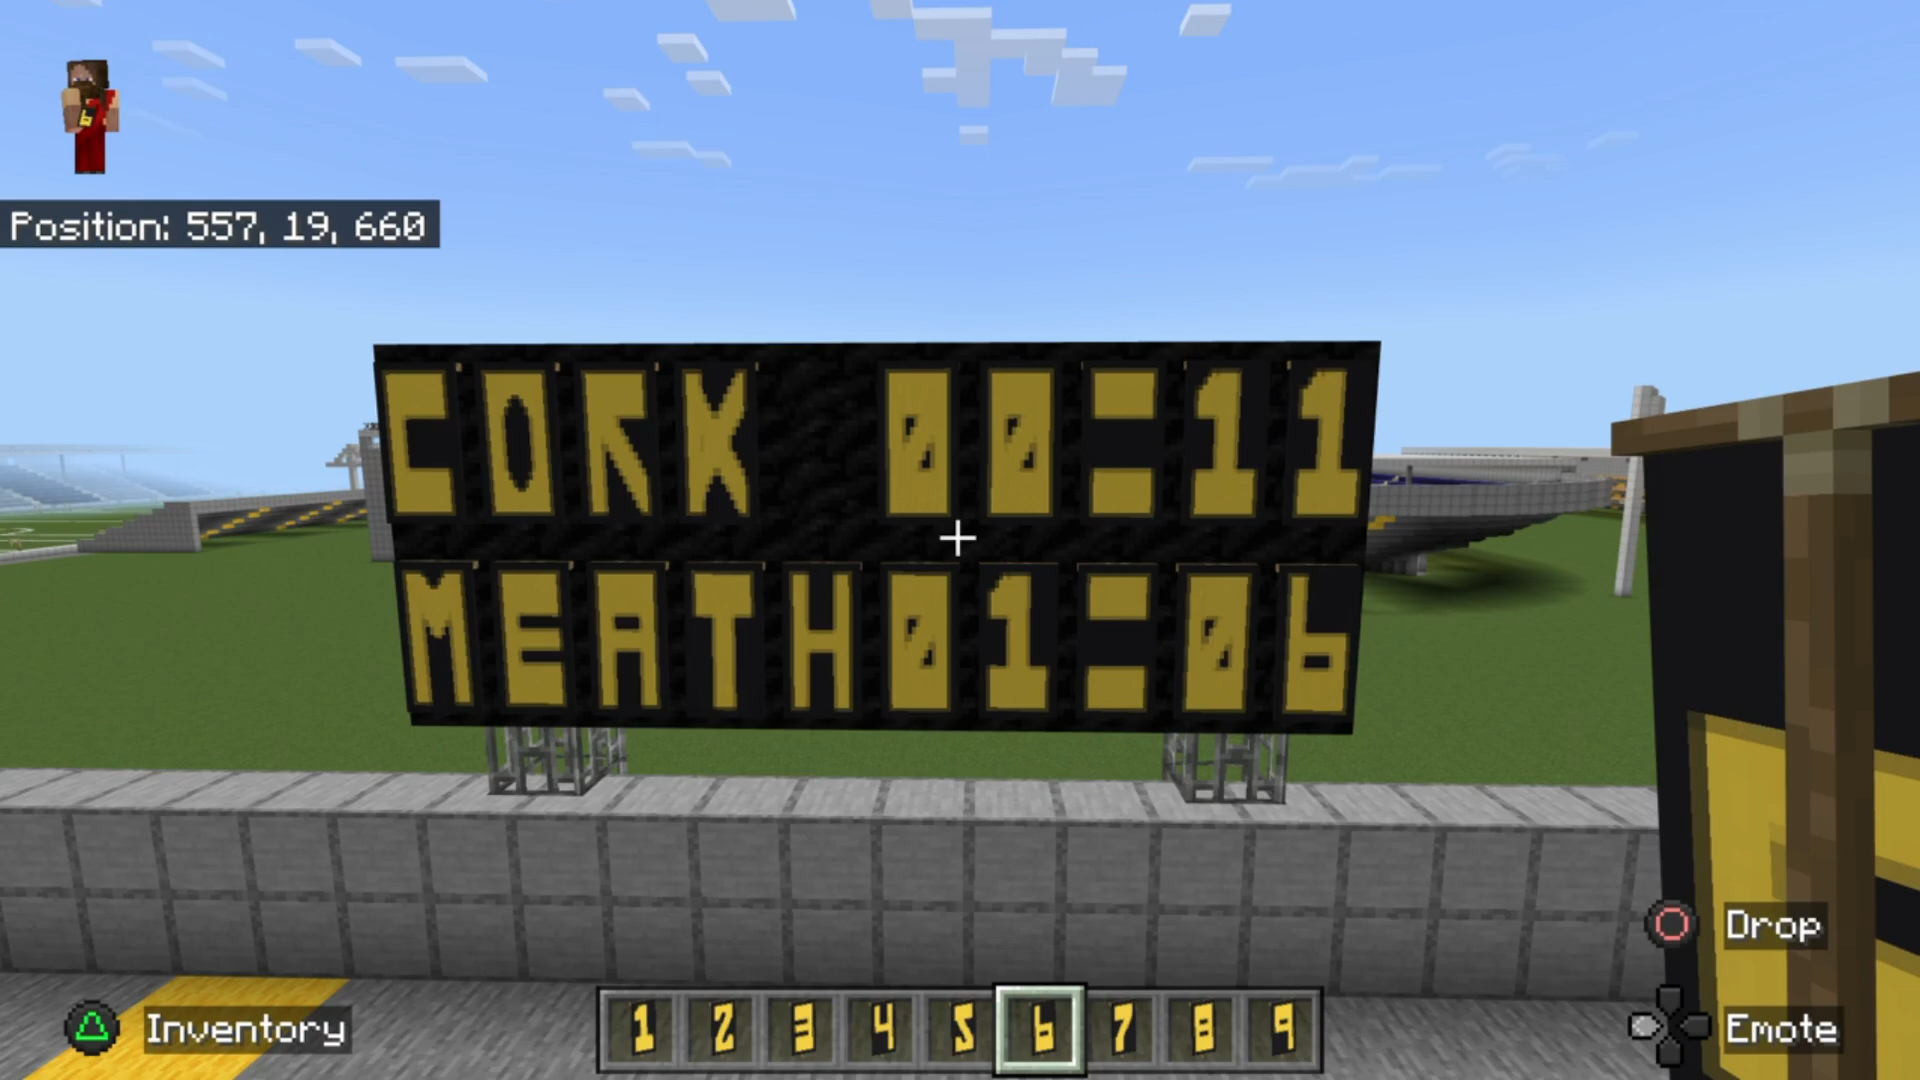 Position: 557, 19, 660
CORK 00:11
MEATH01:06
Drop
Inventory
1 2 3 4 5 6 7 8 9
Emote